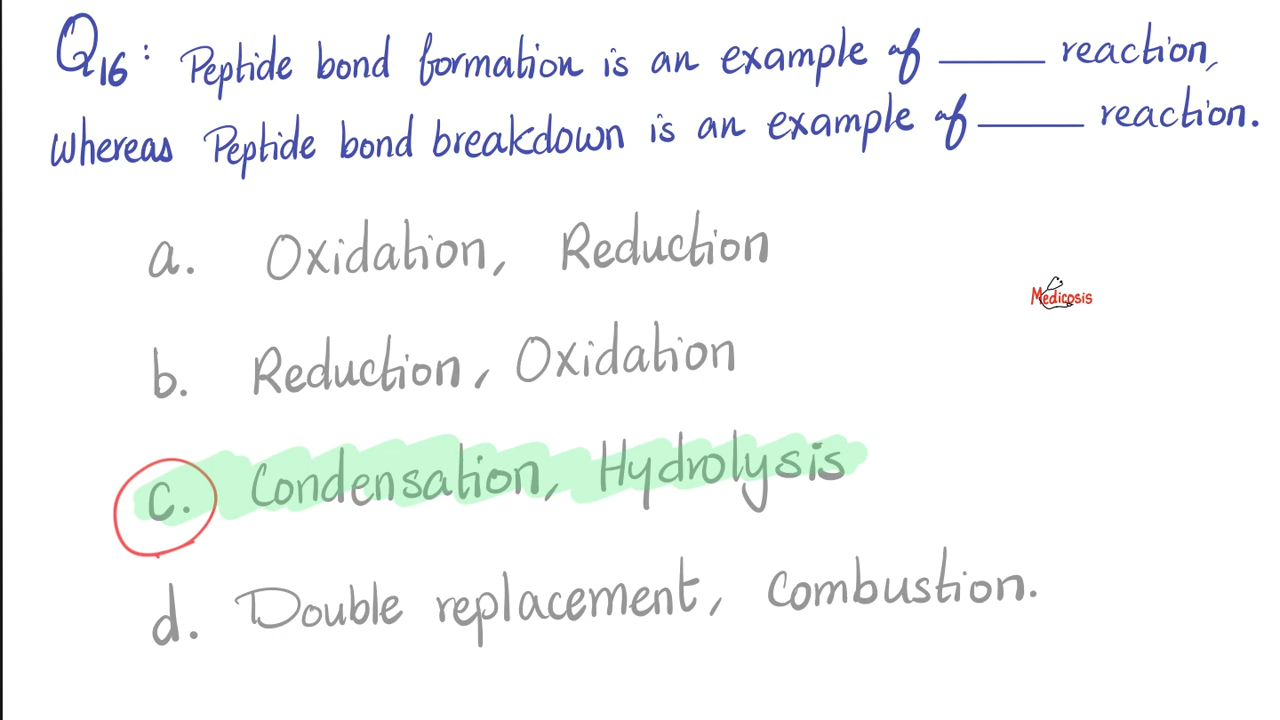 Q16: Peptide bond formation is an example of _____ reaction,
whereas Peptide bond breakdown is an example of _____ reaction.
a. Oxidation, Reduction
Medicosis
b. Reduction, Oxidation
c. Condensation, Hydrolysis
d. Double replacement, Combustion.